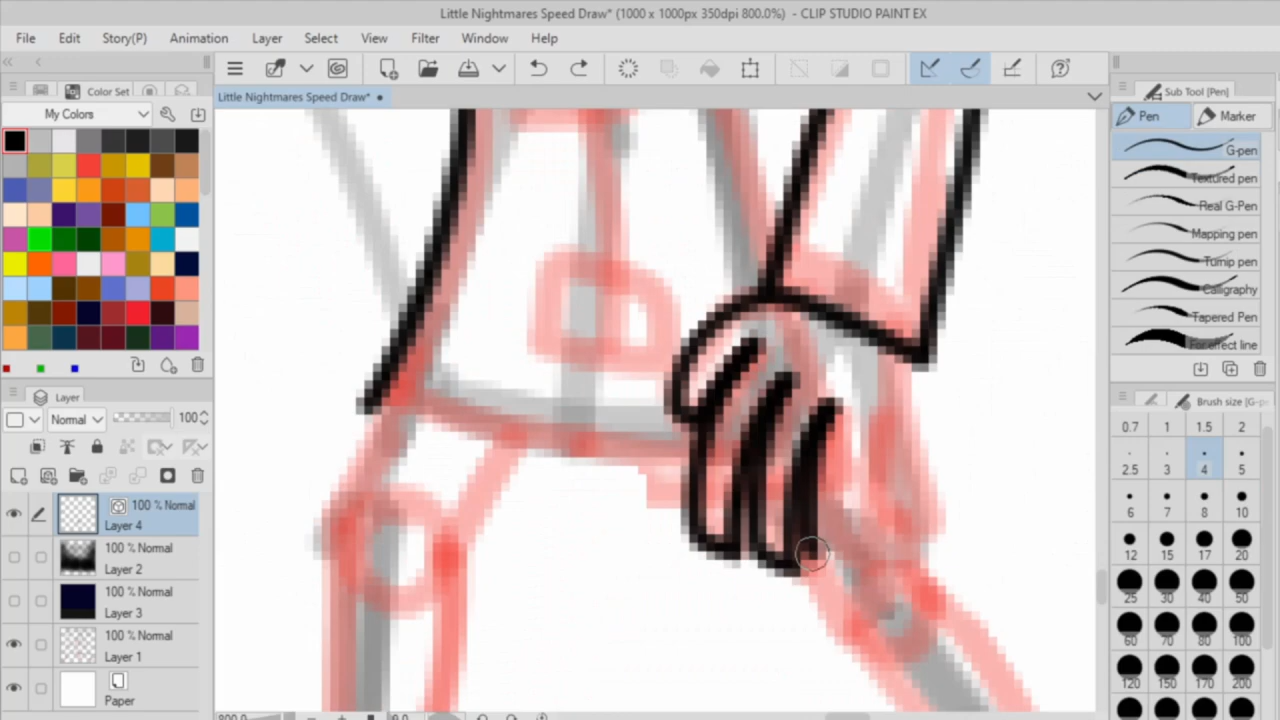 Little Nightmares Speed Draw* (1000 x 1000px 350dpi 800.0%) - CLIP STUDIO PAINT EX
File Edit Story(P) Animation Layer Select View Filter Window Help
Color Set
Little Nightmares Speed Draw*
Sub Tool [Pen]
My Colors
Pen Marker
G-pen
Textured pen
Real G-Pen
Mapping pen
Turnip pen
Calligraphy
Tapered Pen
For effect line
Layer
Brush size [G-p
Normal 100
0.7 1 1.5 2
2.5 3 4 5
6 7 8 10
12 15 17 20
25 30 40 50
60 70 80 100
120 150 170 200
100 % Normal
Layer 4
100 % Normal
Layer 2
100 % Normal
Layer 3
100 % Normal
Layer 1
Paper
800.0